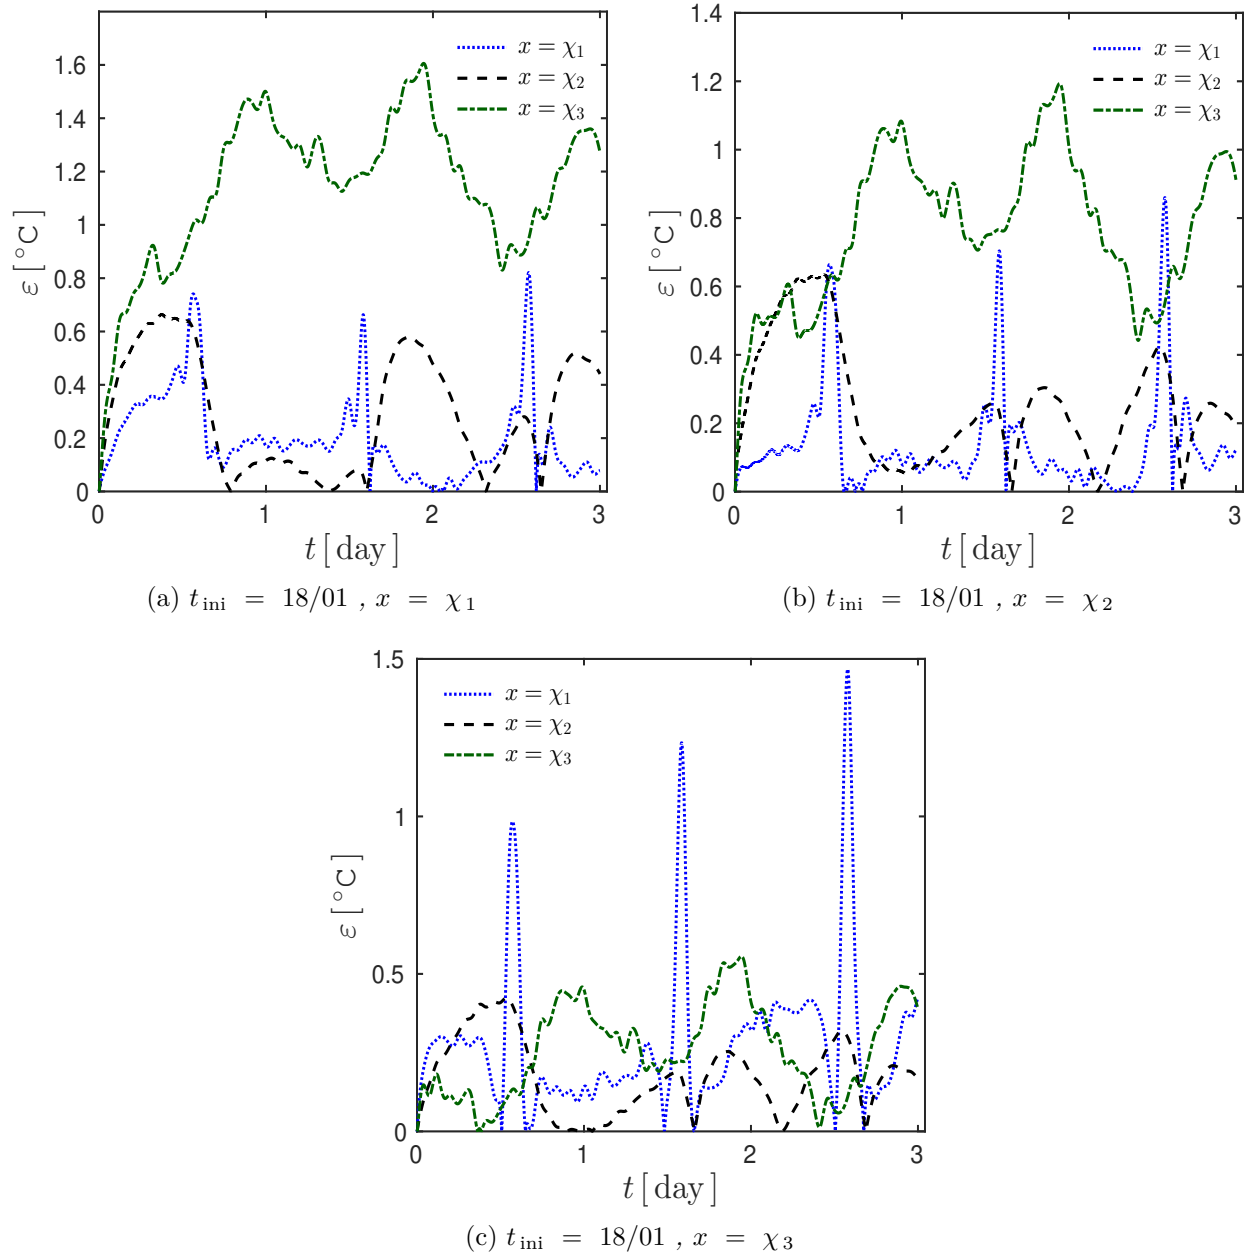 1.6
1.4
1.2
1
0.8
0.6
0.4
0.2
0
ε [ °C ]
x = χ1
x = χ2
x = χ3
0 1 2 3
t [ day ]
(a) t ini = 18/01 , x = χ 1
1.4
1.2
1
0.8
0.6
0.4
0.2
0
ε [ °C ]
x = χ1
x = χ2
x = χ3
0 1 2 3
t [ day ]
(b) t ini = 18/01 , x = χ 2
1.5
1
0.5
0
ε [ °C ]
x = χ1
x = χ2
x = χ3
0 1 2 3
t [ day ]
(c) t ini = 18/01 , x = χ 3